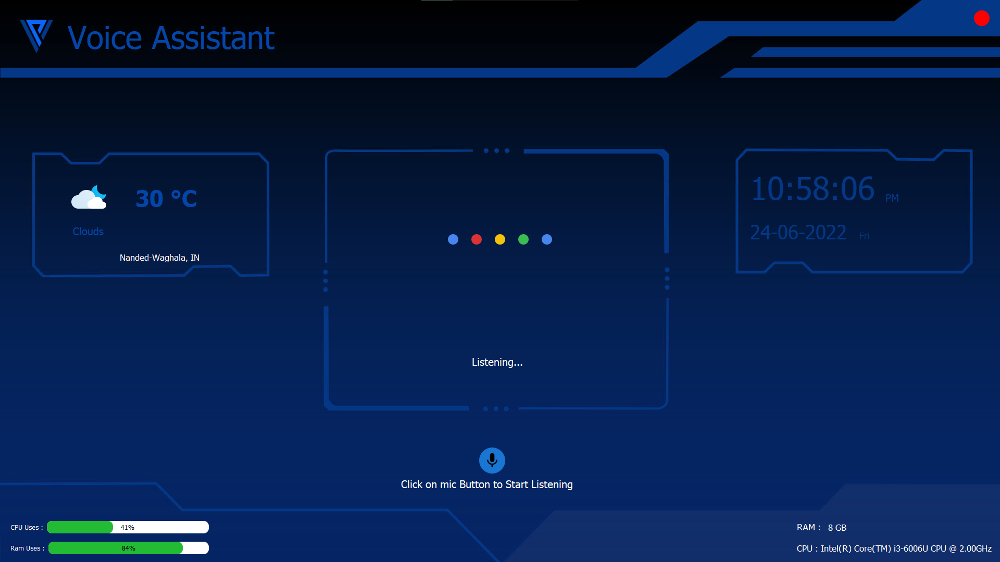 Voice Assistant
30 °C
Clouds
Nanded-Waghala, IN
Listening...
10:58:06 PM
24-06-2022 Fri
Click on mic Button to Start Listening
CPU Uses : 41%
Ram Uses : 84%
RAM : 8 GB
CPU : Intel(R) Core(TM) i3-6006U CPU @ 2.00GHz